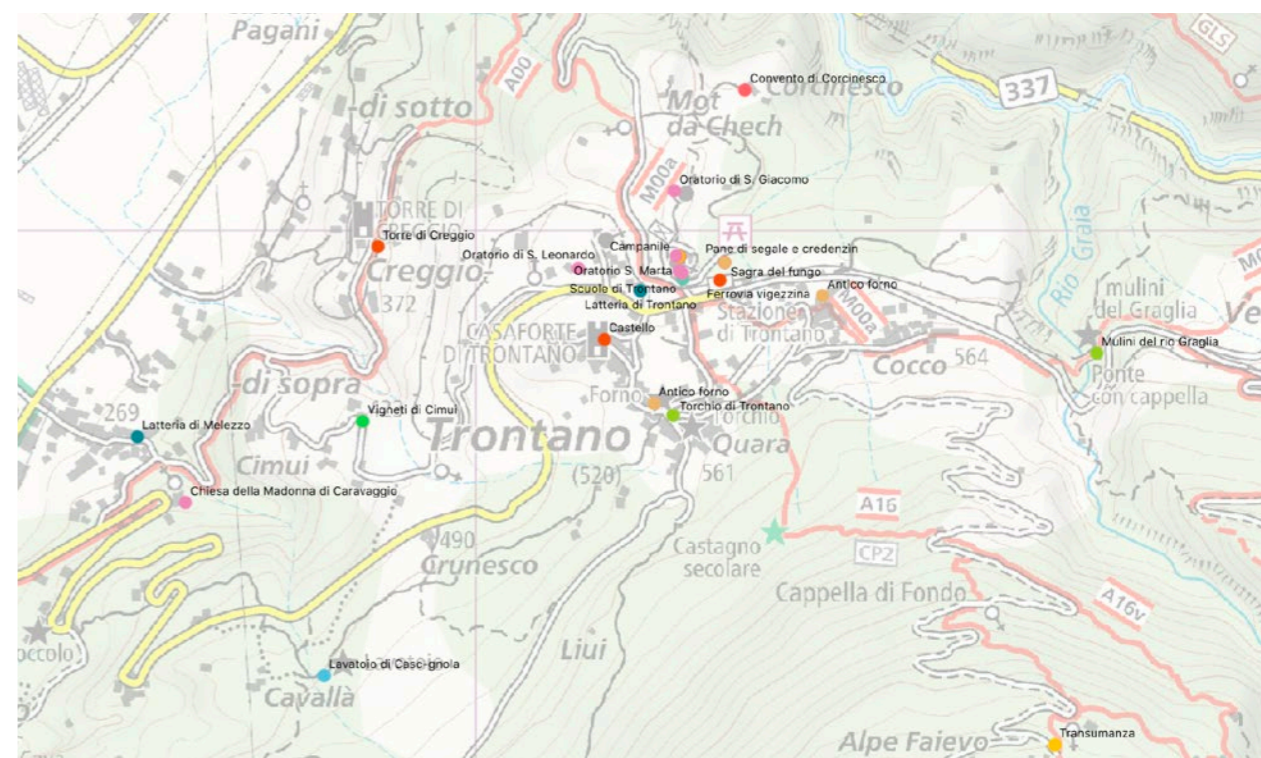 Pagani
A00
GLS
-di sotto
Convento di Corcinesco
Corcinesco
337
Mot
da Chech
M00a
Oratorio di S. Giacomo
TORRE DI
Torre di Creggio
Creggio
372
Oratorio di S. Leonardo
Campanile
Pane di segale e credenzin
Oratorio S. Marta
Sagra del fungo
Scuole di Trontano
Ferrovia vigezzina
Antico forno
Latteria di Trontano
Stazione
di Trontano
M00a
Rio Graia
mulini
del Graglia
Ve
CASAFORTE
DI TRONTANO
Castello
Mulini del rio Graglia
564
Cocco
Ponte
con cappella
-di sopra
Forno
Antico forno
269
Vigneti di Cimui
Torchio di Trontano
Torchio
Latteria di Melezzo
Trontano
Quara
Cimui
(520)
561
Chiesa della Madonna di Caravaggio
A16
490
Crunesco
Castagno
secolare
CP2
Cappella di Fondo
A16v
occolo
Liui
Lavatoio di Casc-gnola
Cavallà
Alpe Faievo
Transumanza